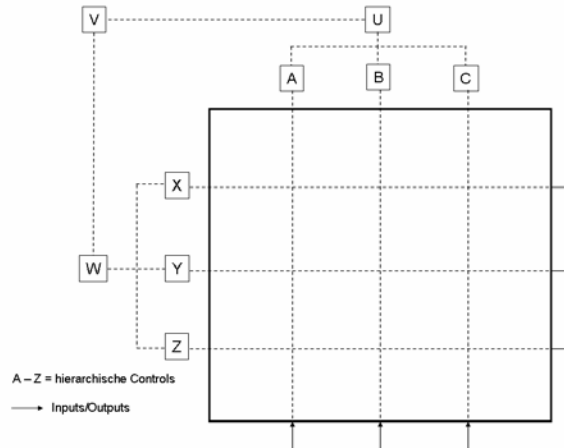 V U
A B C
X
Y
W
Z
A – Z = hierarchische Controls
Inputs/Outputs